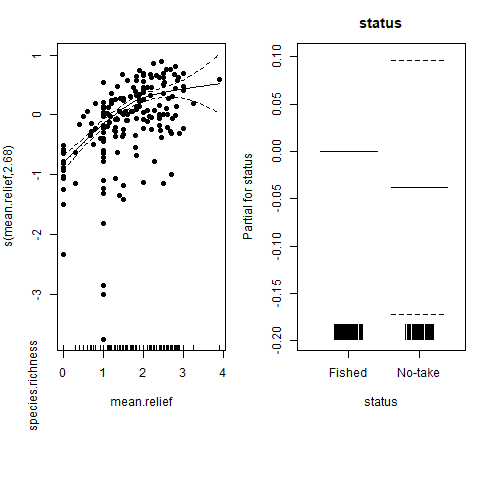 status
s(mean.relief,2.68)
1
0
-1
-2
-3
0 1 2 3 4
mean.relief
species.richness
Partial for status
0.10
0.05
0.00
-0.05
-0.10
-0.15
-0.20
Fished No-take
status